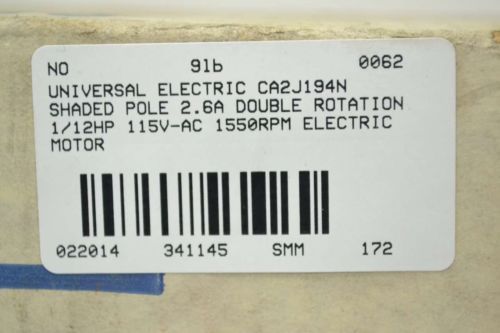 NO 9lb 0062
UNIVERSAL ELECTRIC CA2J194N
SHADED POLE 2.6A DOUBLE ROTATION
1/12HP 115V-AC 1550RPM ELECTRIC
MOTOR
022014 341145 SMM 172